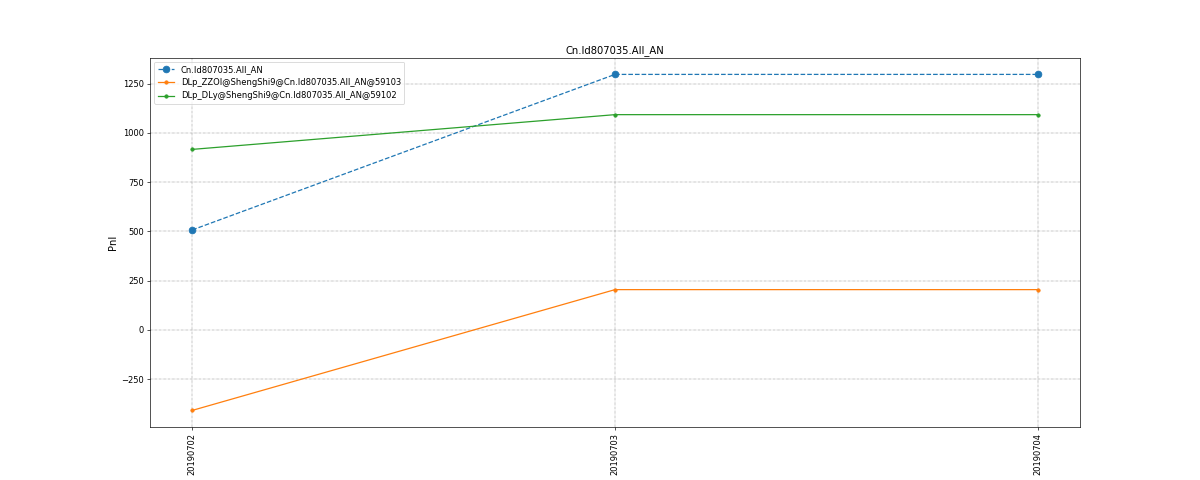 Cn.Id807035.All_AN
Cn.Id807035.All_AN
DLp_ZZOI@ShengShi9@Cn.Id807035.All_AN@59103
DLp_DLy@ShengShi9@Cn.Id807035.All_AN@59102
1250
1000
750
500
250
0
−250
Pnl
20190702
20190703
20190704